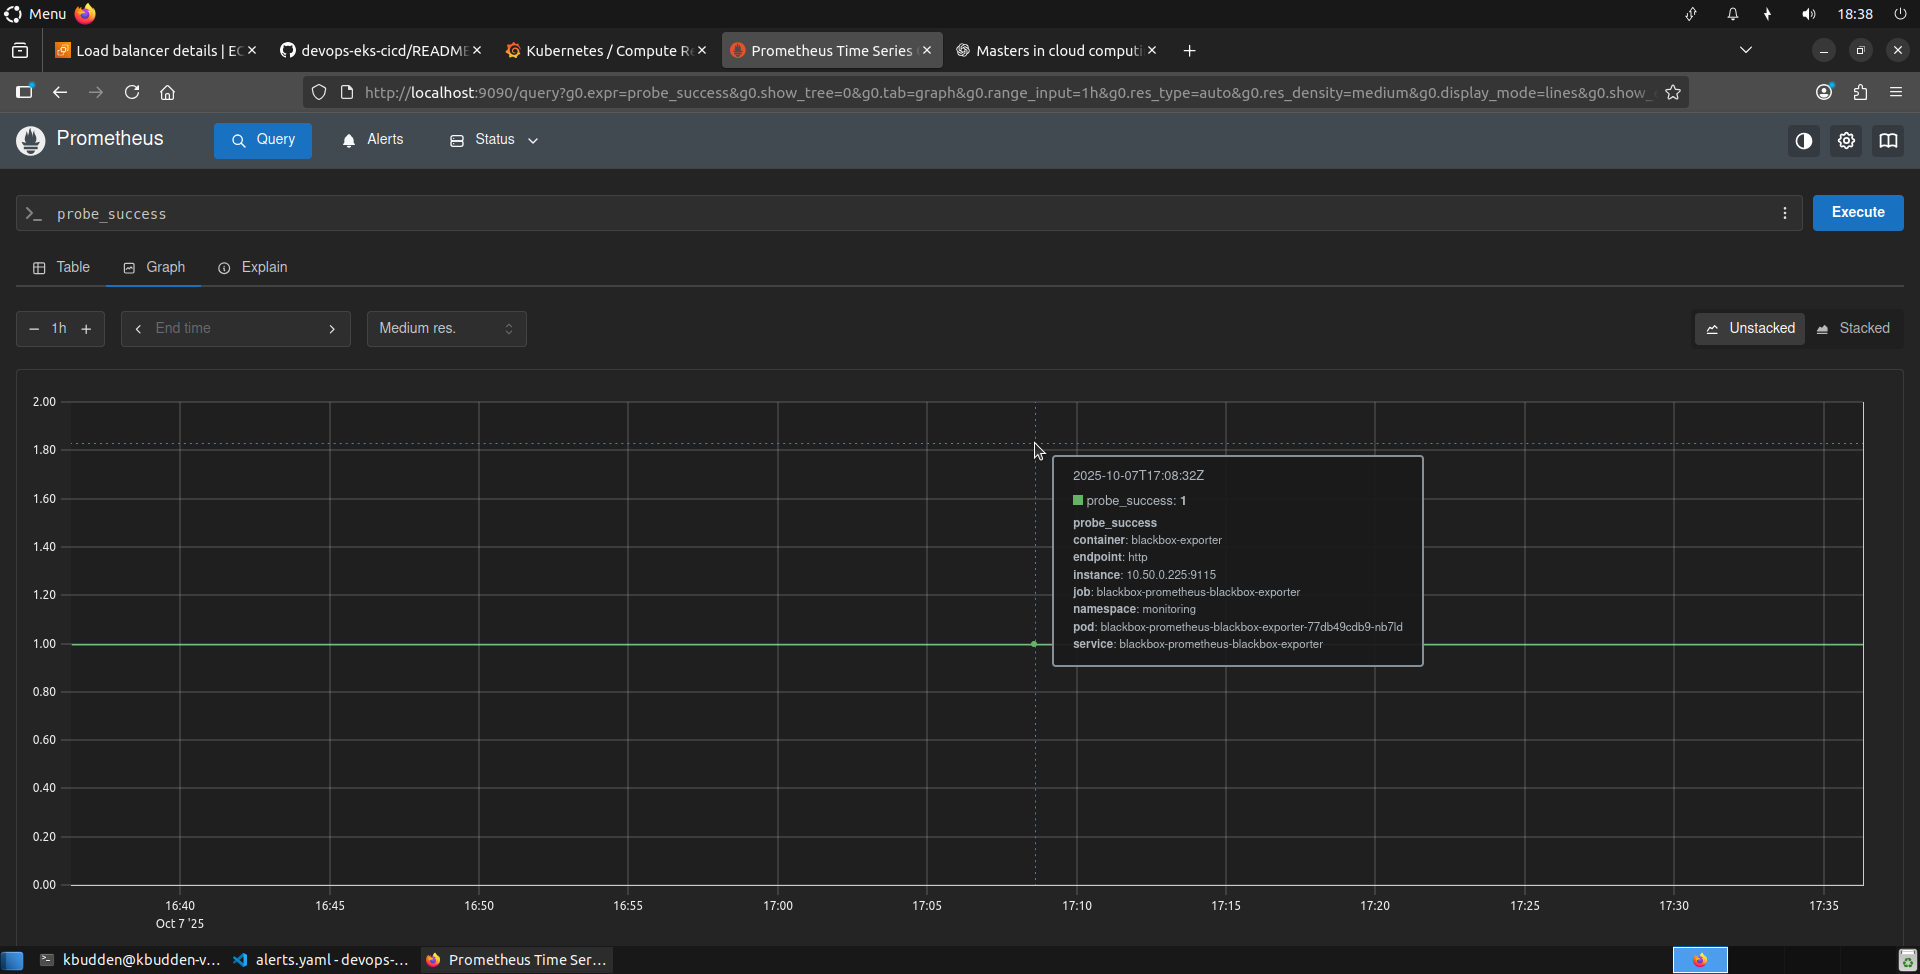 Menu
18:38
Load balancer details | EC
devops-eks-cicd/README
Kubernetes / Compute Re
Prometheus Time Series
Masters in cloud computi
http://localhost:9090/query?g0.expr=probe_success&g0.show_tree=0&g0.tab=graph&g0.range_input=1h&g0.res_type=auto&g0.res_density=medium&g0.display_mode=lines&g0.show_
Prometheus
Query
Alerts
Status
>_ probe_success
Execute
Table
Graph
Explain
− 1h +
End time
Medium res.
Unstacked
Stacked
2.00
1.80
1.60
1.40
1.20
1.00
0.80
0.60
0.40
0.20
0.00
2025-10-07T17:08:32Z
probe_success: 1
probe_success
container: blackbox-exporter
endpoint: http
instance: 10.50.0.225:9115
job: blackbox-prometheus-blackbox-exporter
namespace: monitoring
pod: blackbox-prometheus-blackbox-exporter-77db49cdb9-nb7ld
service: blackbox-prometheus-blackbox-exporter
16:40 16:45 16:50 16:55 17:00 17:05 17:10 17:15 17:20 17:25 17:30 17:35
Oct 7 '25
kbudden@kbudden-v...
alerts.yaml - devops-...
Prometheus Time Ser...